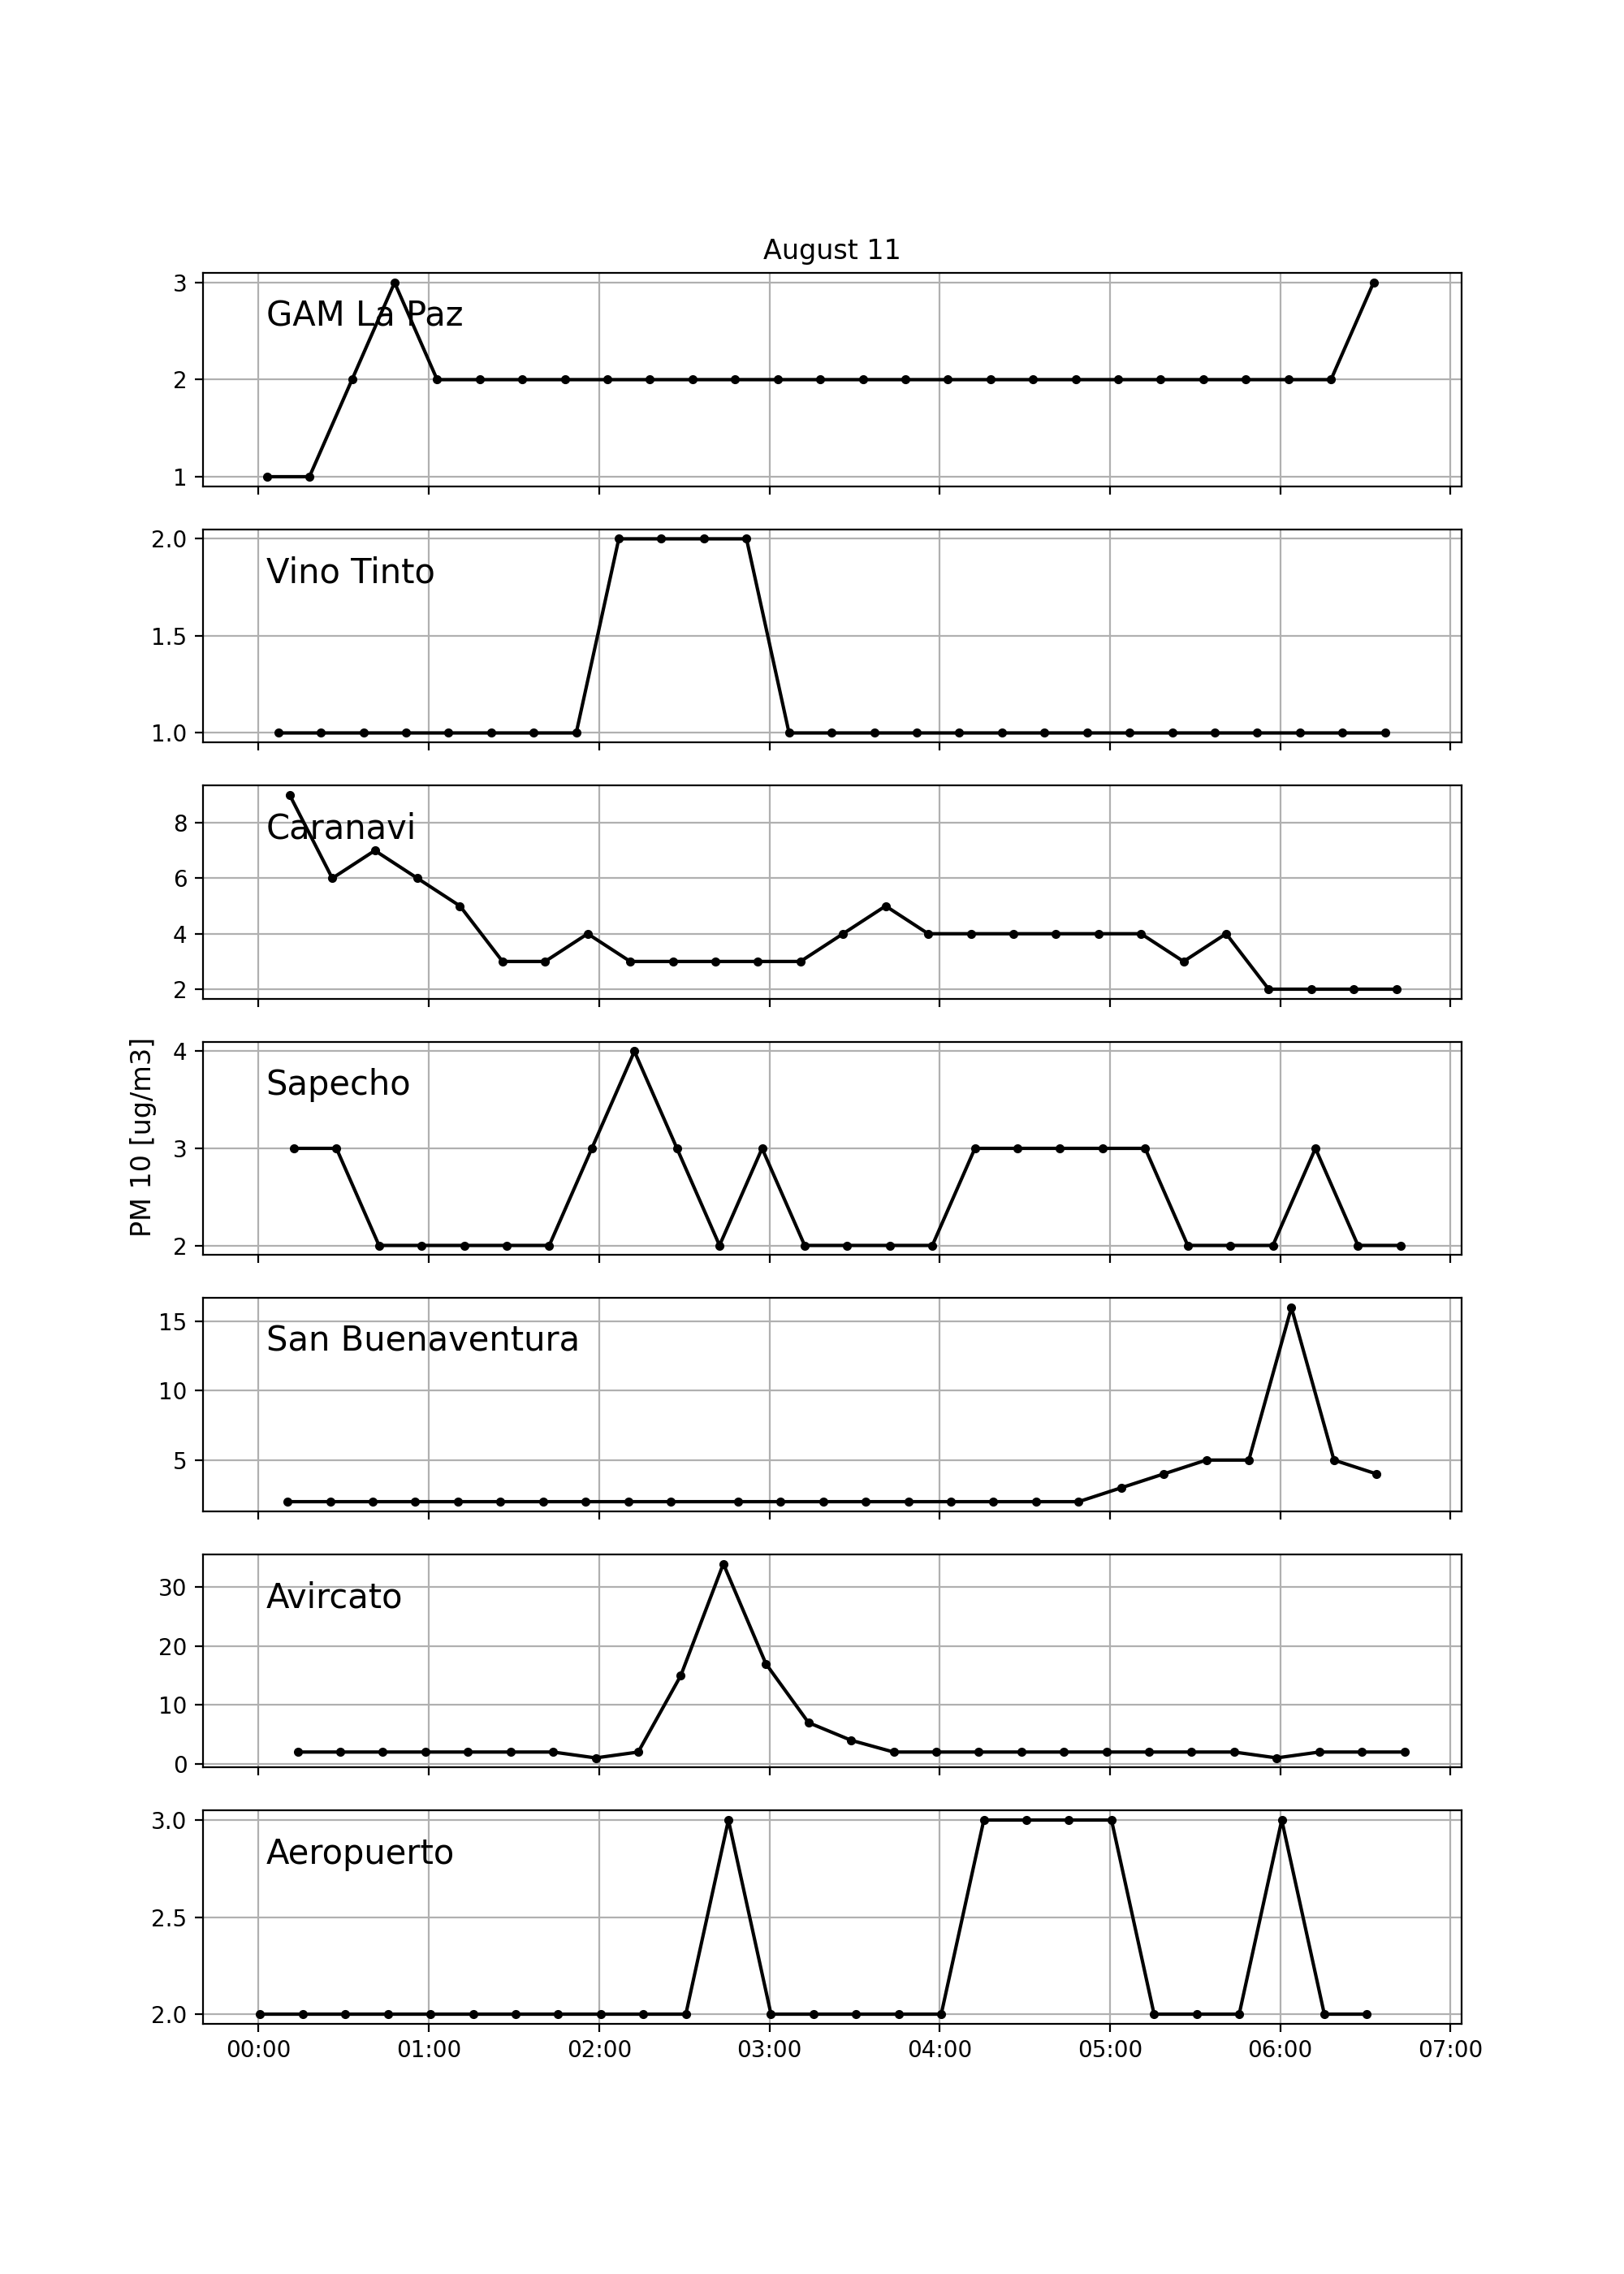 August 11
3
GAM La Paz
2
1
2.0
Vino Tinto
1.5
1.0
8
Caranavi
6
4
2
PM 10 [ug/m3]
4
Sapecho
3
2
15
San Buenaventura
10
5
30
Avircato
20
10
0
3.0
Aeropuerto
2.5
2.0
00:00 01:00 02:00 03:00 04:00 05:00 06:00 07:00